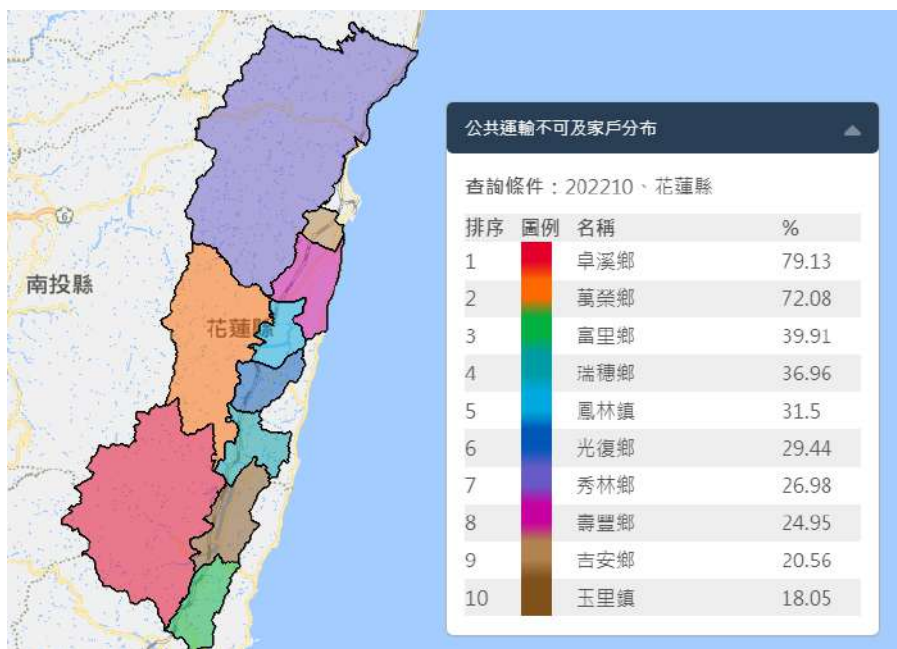 公共運輸不可及家戶分布
查詢條件：202210、花蓮縣
排序 圖例 名稱 %
1 卓溪鄉 79.13
2 萬榮鄉 72.08
3 富里鄉 39.91
4 瑞穗鄉 36.96
5 鳳林鎮 31.5
6 光復鄉 29.44
7 秀林鄉 26.98
8 壽豐鄉 24.95
9 吉安鄉 20.56
10 玉里鎮 18.05
6
南投縣
花蓮縣